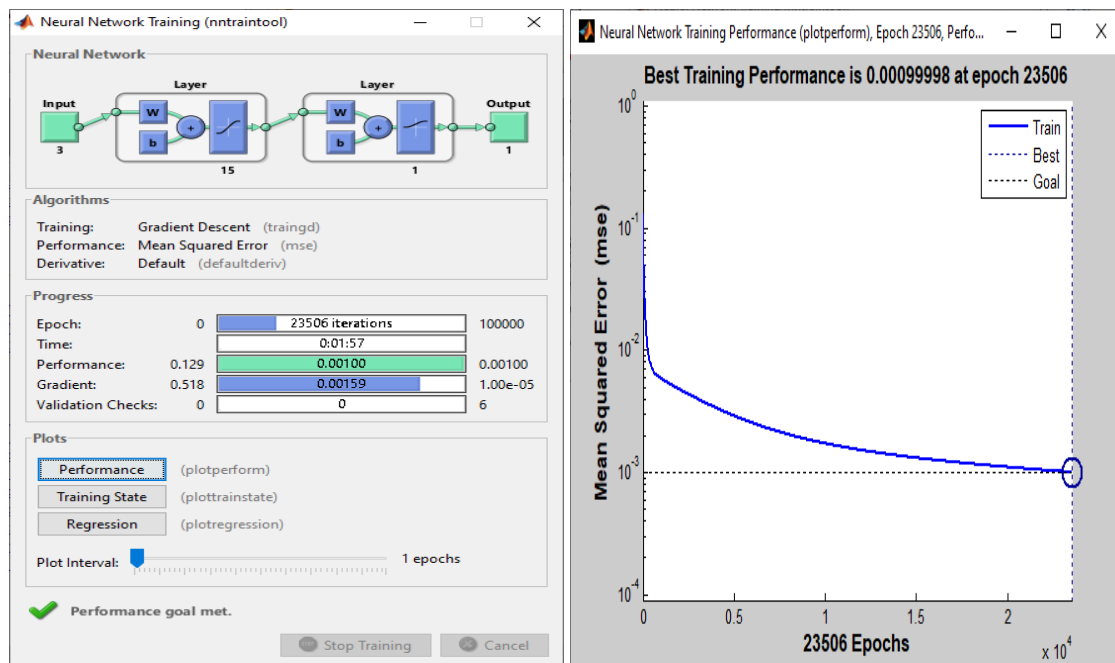 Neural Network Training (nntraintool)
Neural Network
Layer Layer
Input Output
W W
+ +
b b
3 1
15 1
Algorithms
Training: Gradient Descent (traingd)
Performance: Mean Squared Error (mse)
Derivative: Default (defaultderiv)
Progress
Epoch: 0 23506 iterations 100000
Time: 0:01:57
Performance: 0.129 0.00100 0.00100
Gradient: 0.518 0.00159 1.00e-05
Validation Checks: 0 0 6
Plots
Performance (plotperform)
Training State (plottrainstate)
Regression (plotregression)
Plot Interval: 1 epochs
Performance goal met.
Stop Training Cancel
Neural Network Training Performance (plotperform), Epoch 23506, Perfo...
Best Training Performance is 0.00099998 at epoch 23506
Train
Best
Goal
Mean Squared Error (mse)
10^0
10^-1
10^-2
10^-3
10^-4
0 0.5 1 1.5 2
x 10^4
23506 Epochs